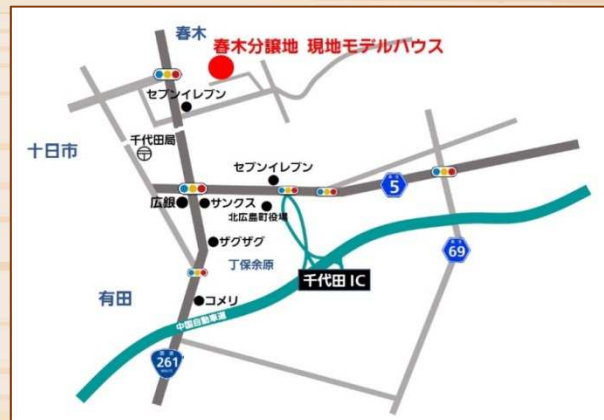 春木
春木分譲地 現地モデルハウス
セブンイレブン
千代田局
十日市
セブンイレブン
5
広銀
サンクス
北広島町役場
ザグザグ
丁保余原
69
千代田 IC
有田
コメリ
中国自動車道
261